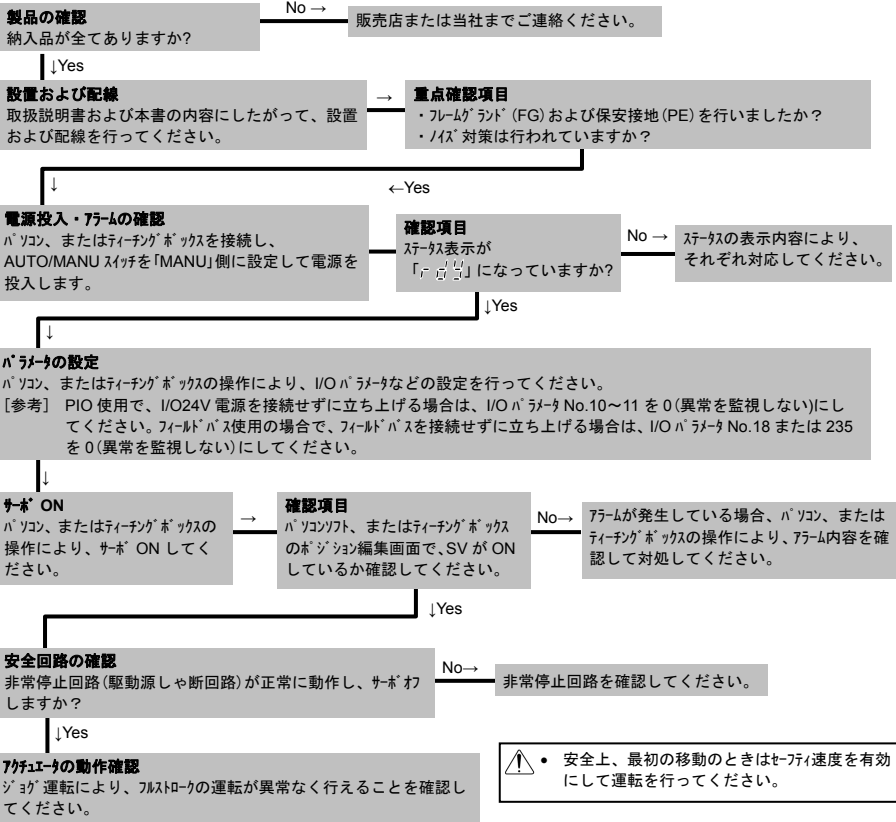 製品の確認
納入品が全てありますか?
No →
販売店または当社までご連絡ください。
↓Yes
設置および配線
取扱説明書および本書の内容にしたがって、設置
および配線を行ってください。
→
重点確認項目
・ﾌﾚｰﾑｸﾞﾗﾝﾄﾞ(FG)および保安接地(PE)を行いましたか?
・ﾉｲｽﾞ対策は行われていますか?
↓
←Yes
電源投入・ｱﾗｰﾑの確認
ﾊﾟｿｺﾝ、またはﾃｨｰﾁﾝｸﾞﾎﾞｯｸｽを接続し、
AUTO/MANU ｽｲｯﾁを｢MANU｣側に設定して電源を
投入します。
確認項目
ｽﾃｰﾀｽ表示が
｢rdy｣になっていますか?
No →
ｽﾃｰﾀｽの表示内容により、
それぞれ対応してください。
↓Yes
↓
ﾊﾟﾗﾒｰﾀの設定
ﾊﾟｿｺﾝ、またはﾃｨｰﾁﾝｸﾞﾎﾞｯｸｽの操作により、I/O ﾊﾟﾗﾒｰﾀなどの設定を行ってください。
[参考] PIO 使用で、I/O24V 電源を接続せずに立ち上げる場合は、I/O ﾊﾟﾗﾒｰﾀ No.10～11 を 0(異常を監視しない)にし
てください。ﾌｨｰﾙﾄﾞﾊﾞｽ使用の場合で、ﾌｨｰﾙﾄﾞﾊﾞｽを接続せずに立ち上げる場合は、I/O ﾊﾟﾗﾒｰﾀ No.18 または 235
を 0(異常を監視しない)にしてください。
↓
ｻｰﾎﾞ ON
ﾊﾟｿｺﾝ、またはﾃｨｰﾁﾝｸﾞﾎﾞｯｸｽの
操作により、ｻｰﾎﾞ ON してく
ださい。
→
確認項目
ﾊﾟｿｺﾝｿﾌﾄ、またはﾃｨｰﾁﾝｸﾞﾎﾞｯｸｽ
のﾎﾟｼﾞｼｮﾝ編集画面で、SV が ON
しているか確認してください。
No→
ｱﾗｰﾑが発生している場合、ﾊﾟｿｺﾝ、または
ﾃｨｰﾁﾝｸﾞﾎﾞｯｸｽの操作により、ｱﾗｰﾑ内容を確
認して対処してください。
↓Yes
安全回路の確認
非常停止回路(駆動源しゃ断回路)が正常に動作し、ｻｰﾎﾞｵﾌ
しますか?
No→
非常停止回路を確認してください。
↓Yes
ｱｸﾁｭｴｰﾀの動作確認
ｼﾞｮｸﾞ運転により、ﾌﾙｽﾄﾛｰｸの運転が異常なく行えることを確認し
てください。
• 安全上、最初の移動のときはｾｰﾌﾃｨ速度を有効
にして運転を行ってください。